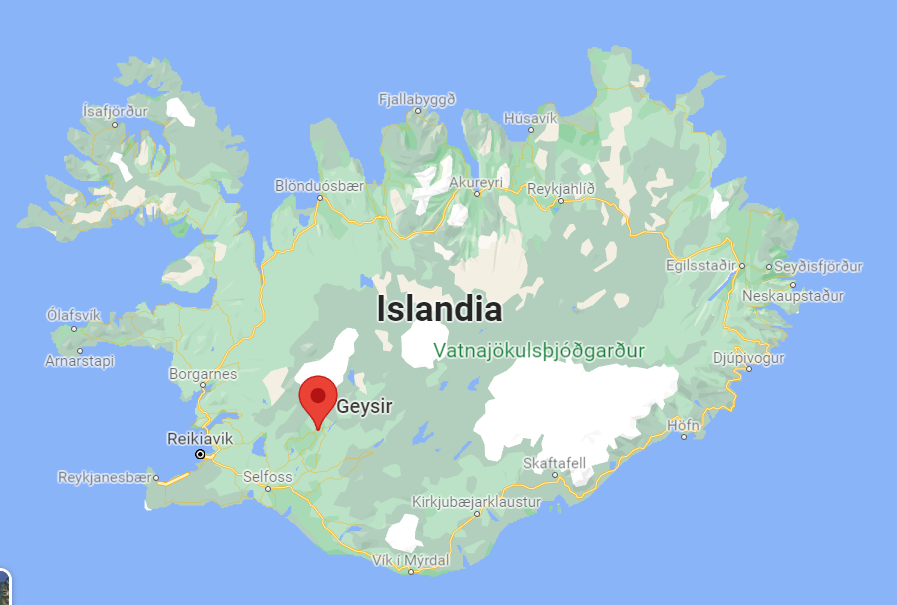 Ísafjörður
Fjallabyggð
Húsavík
Blönduósbær
Akureyri
Reykjahlíð
Egilsstaðir
Seyðisfjörður
Neskaupstaður
Islandia
Ólafsvík
Vatnajökulsþjóðgarður
Arnarstapi
Djúpivogur
Borgarnes
Geysir
Höfn
Reikiavik
Skaftafell
Reykjanesbær
Selfoss
Kirkjubæjarklaustur
Vík í Mýrdal